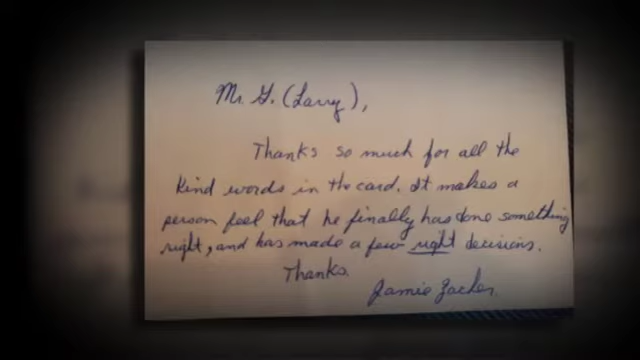 Mr. G. (Larry),
Thanks so much for all the
kind words in the card. It makes a
person feel that he finally has done something
right, and has made a few right decisions.
Thanks.
Jamie